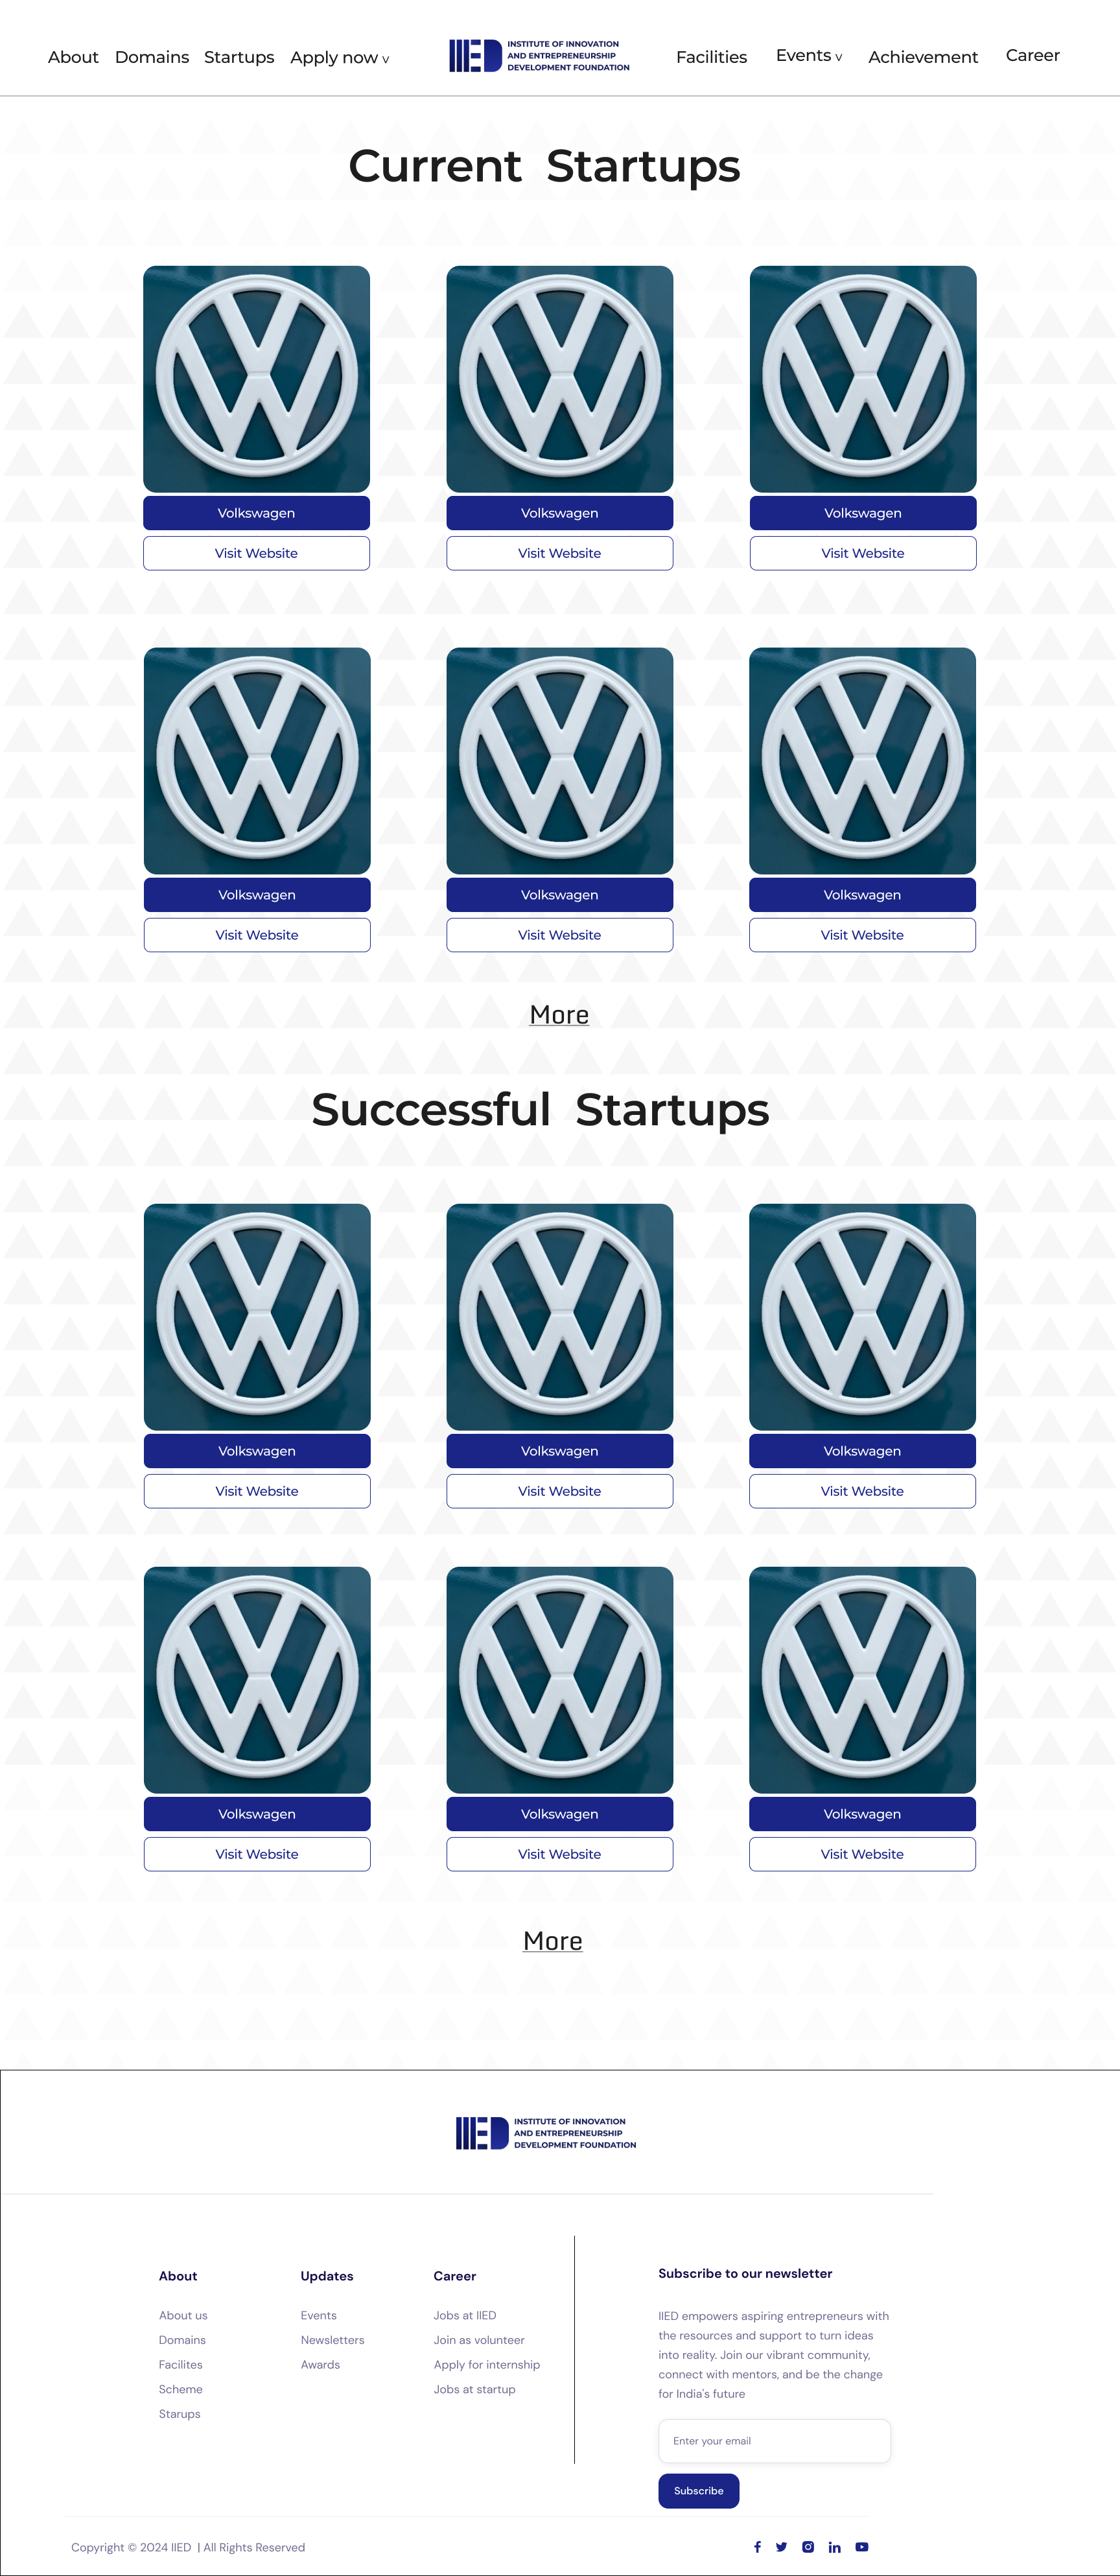 About Domains Startups Apply now v
INSTITUTE OF INNOVATION
AND ENTREPRENEURSHIP
DEVELOPMENT FOUNDATION
Facilities Events v Achievement Career
Current Startups
Volkswagen Volkswagen Volkswagen
Visit Website Visit Website Visit Website
Volkswagen Volkswagen Volkswagen
Visit Website Visit Website Visit Website
More
Successful Startups
Volkswagen Volkswagen Volkswagen
Visit Website Visit Website Visit Website
Volkswagen Volkswagen Volkswagen
Visit Website Visit Website Visit Website
More
IIED
INSTITUTE OF INNOVATION
AND ENTREPRENEURSHIP
DEVELOPMENT FOUNDATION
About
About us
Domains
Facilites
Scheme
Starups
Updates
Events
Newsletters
Awards
Career
Jobs at IIED
Join as volunteer
Apply for internship
Jobs at startup
Subscribe to our newsletter
IIED empowers aspiring entrepreneurs with
the resources and support to turn ideas
into reality. Join our vibrant community,
connect with mentors, and be the change
for India's future
Enter your email
Subscribe
Copyright © 2024 IIED | All Rights Reserved